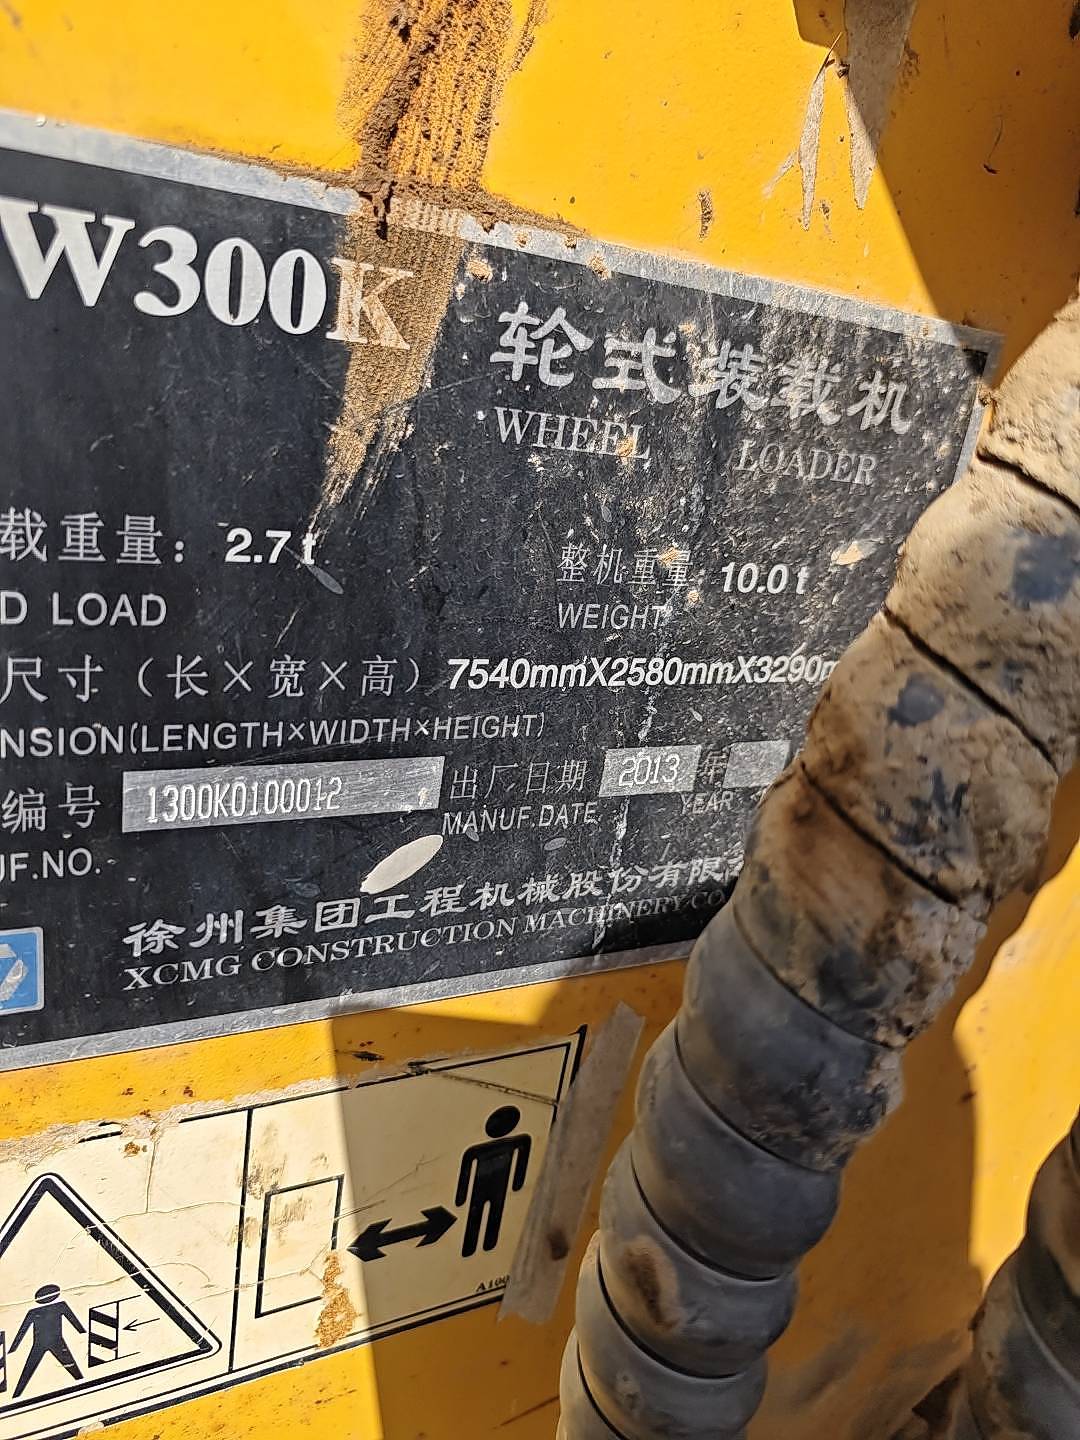 W300K
轮式装载机
WHEEL LOADER
载重量： 2.7 t
D LOAD
整机重量: 10.0 t
WEIGHT
尺寸（长×宽×高） 7540mmX2580mmX3290m
NSION(LENGTH×WIDTH×HEIGHT)
编号 1300K0100012
UF.NO.
出厂日期 2013 年
MANUF.DATE YEAR
徐州集团工程机械股份有限
XCMG CONSTRUCTION MACHINERY.CO
A100